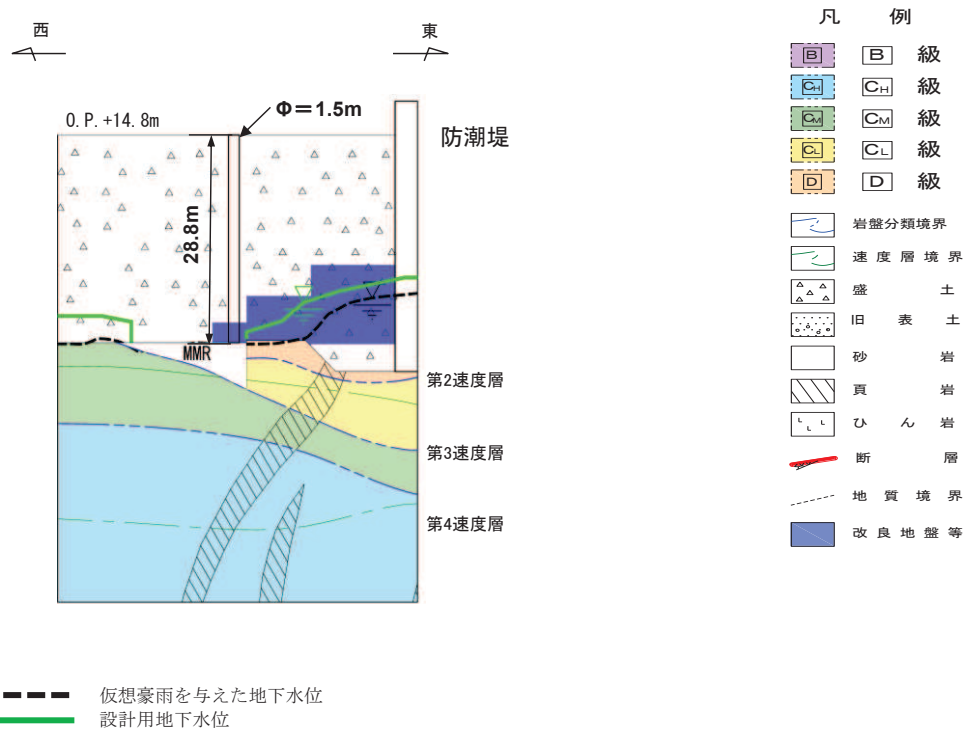 西
東
O.P.+14.8m
Φ＝1.5m
28.8m
防潮堤
MMR
第2速度層
第3速度層
第4速度層
仮想豪雨を与えた地下水位
設計用地下水位
凡 例
B B 級
CH CH 級
CM CM 級
CL CL 級
D D 級
岩盤分類境界
速度層境界
盛土
旧表土
砂岩
頁岩
ひん岩
断層
地質境界
改良地盤等